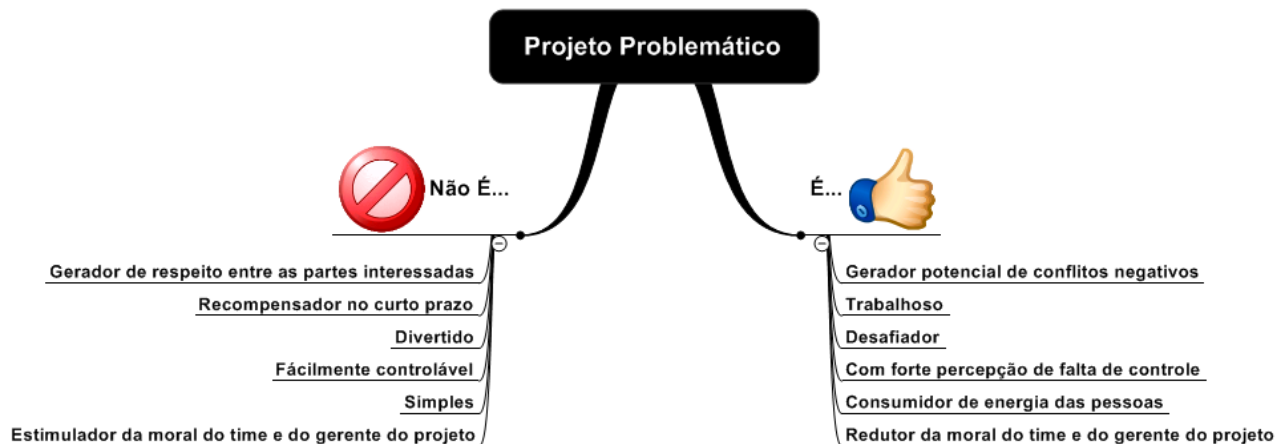 Projeto Problemático
Não É...
Gerador de respeito entre as partes interessadas
Recompensador no curto prazo
Divertido
Fácilmente controlável
Simples
Estimulador da moral do time e do gerente do projeto
É...
Gerador potencial de conflitos negativos
Trabalhoso
Desafiador
Com forte percepção de falta de controle
Consumidor de energia das pessoas
Redutor da moral do time e do gerente do projeto